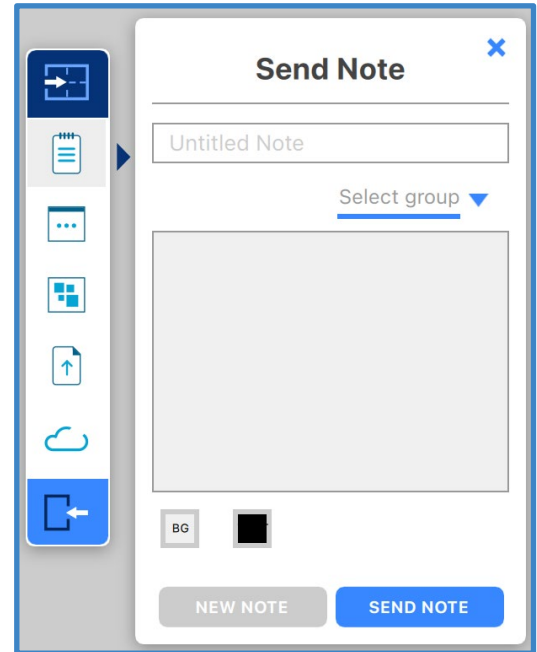 Send Note
Untitled Note
Select group
BG
NEW NOTE
SEND NOTE